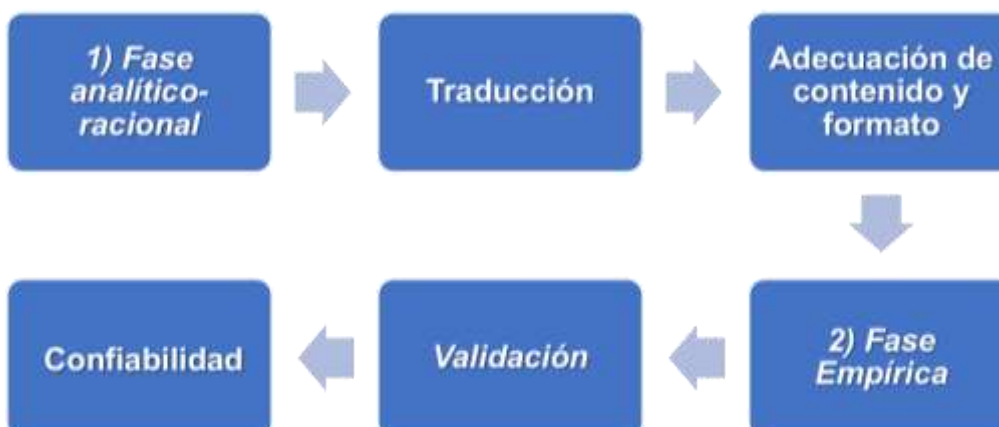 1) Fase
analítico-
racional
Traducción
Adecuación de
contenido y
formato
2) Fase
Empírica
Validación
Confiabilidad